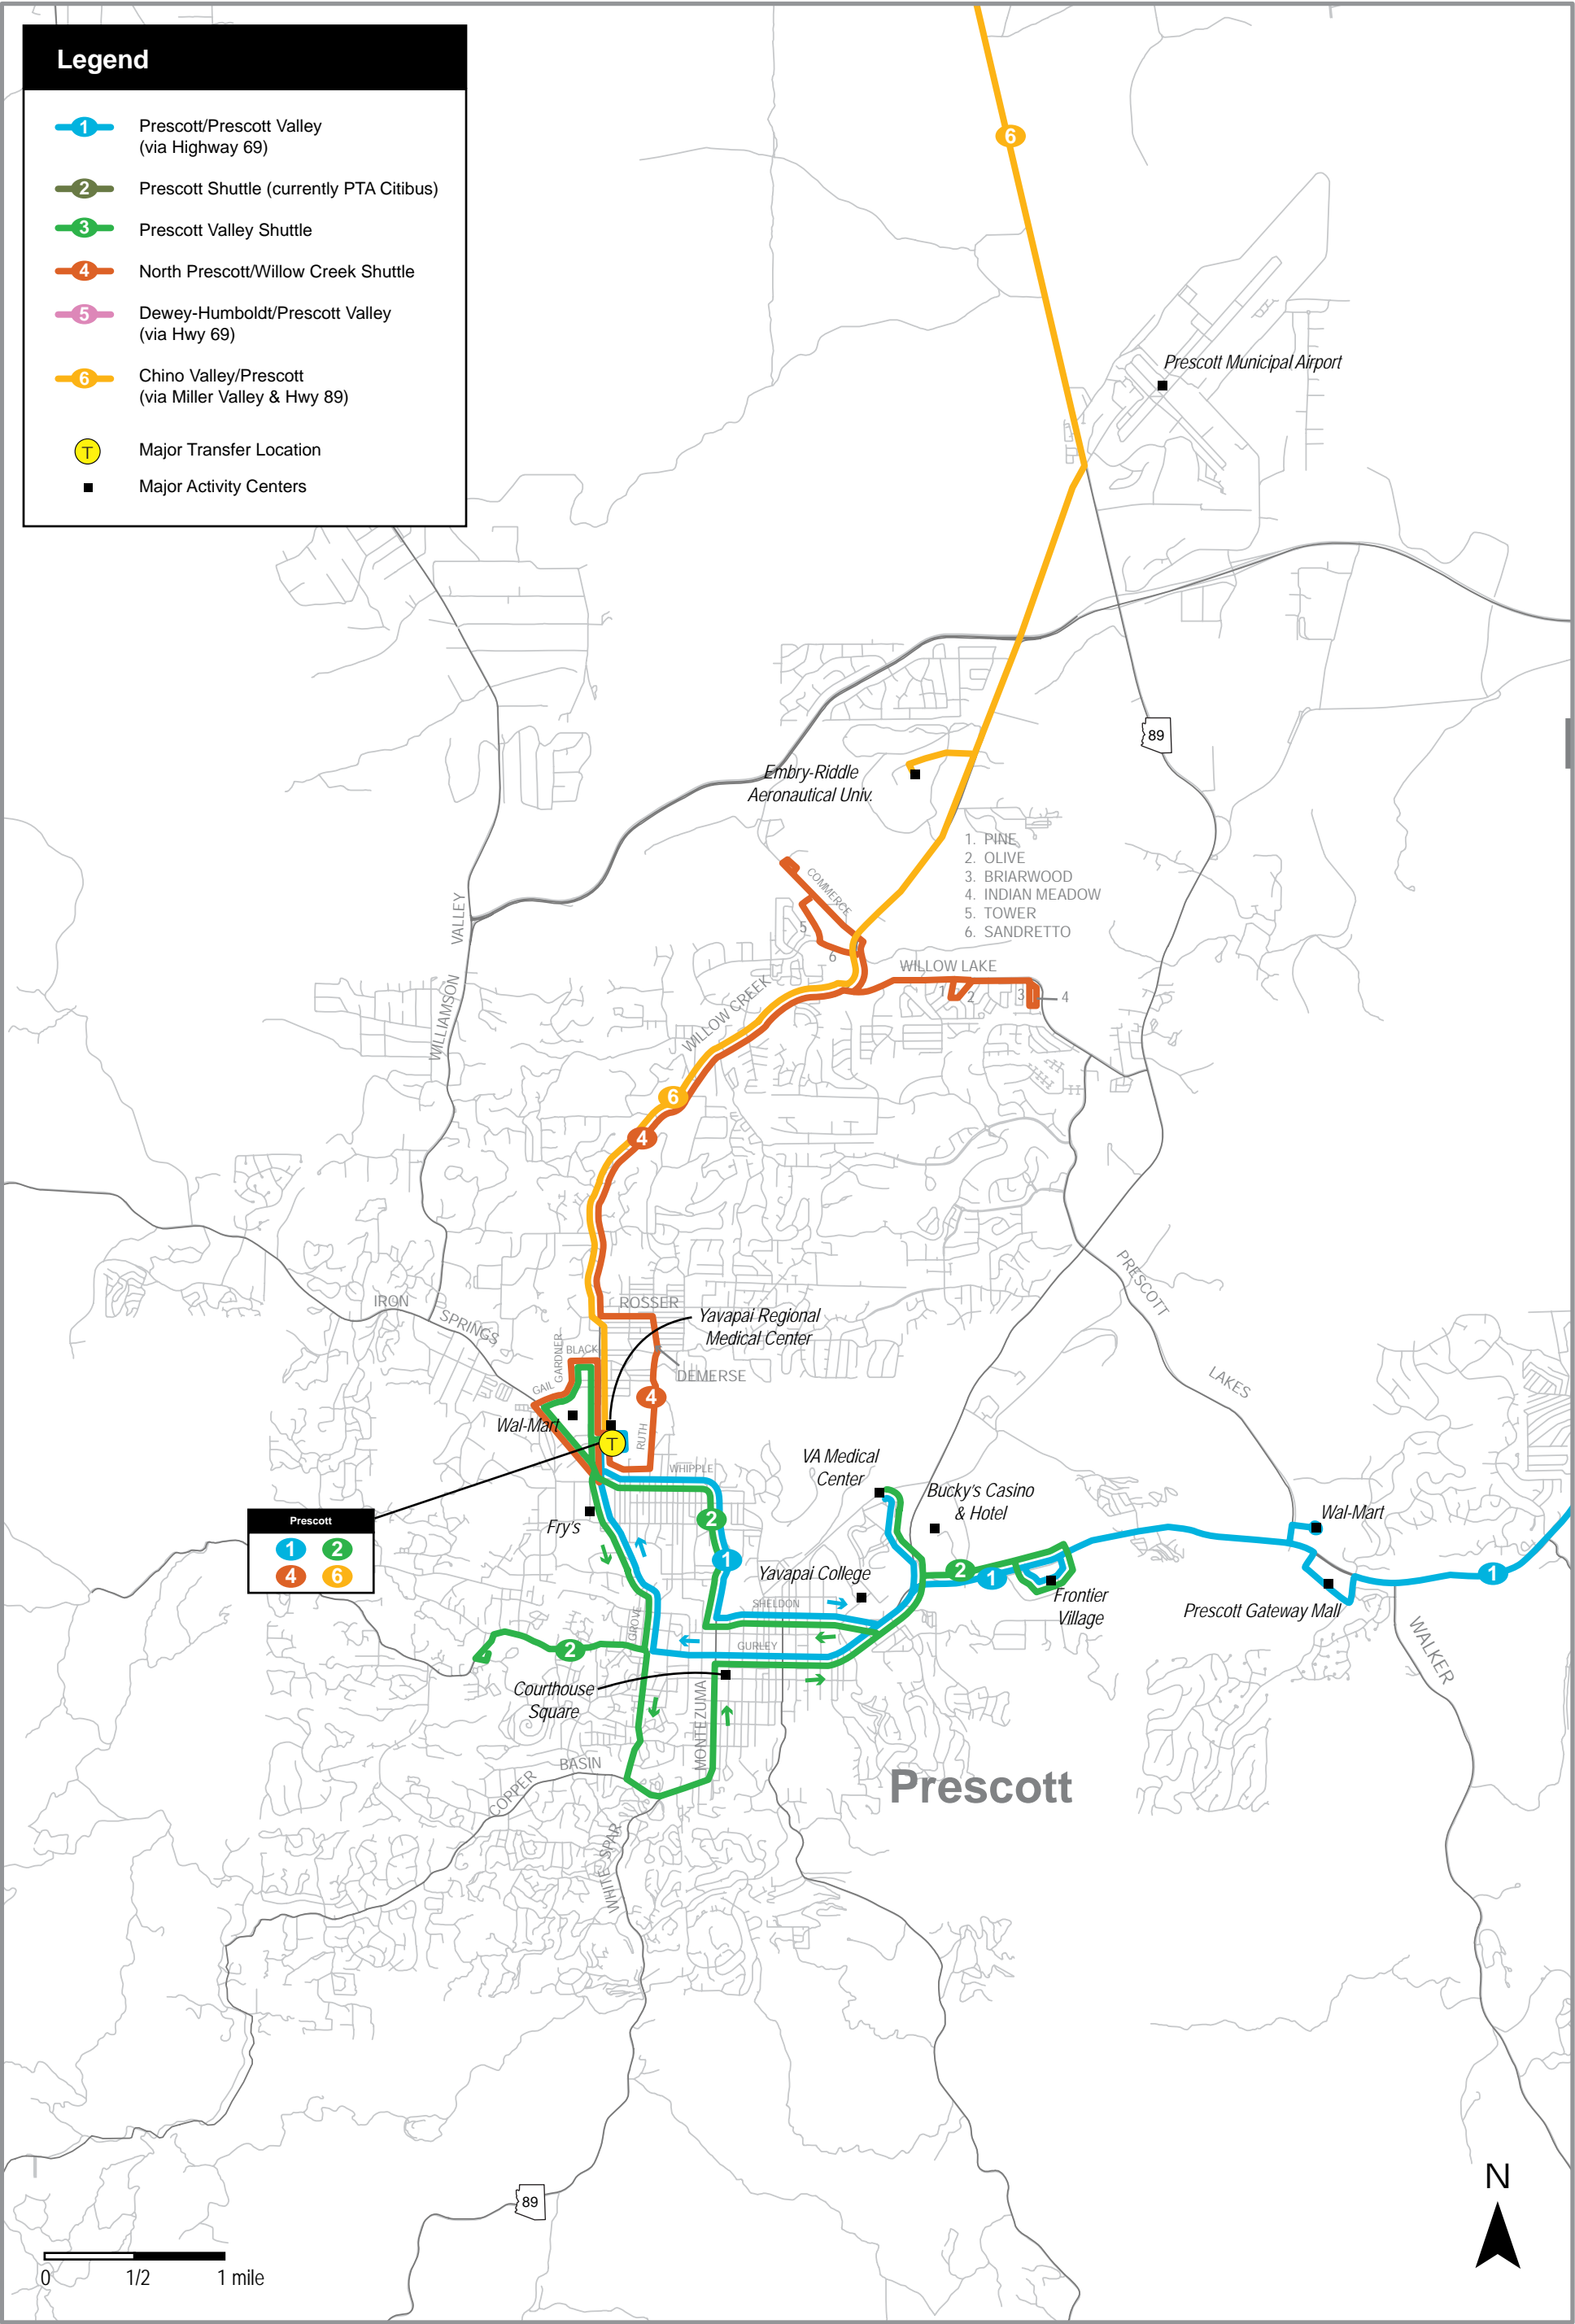 Legend
1 Prescott/Prescott Valley
(via Highway 69)
2 Prescott Shuttle (currently PTA Citibus)
3 Prescott Valley Shuttle
4 North Prescott/Willow Creek Shuttle
5 Dewey-Humboldt/Prescott Valley
(via Hwy 69)
6 Chino Valley/Prescott
(via Miller Valley & Hwy 89)
T Major Transfer Location
Major Activity Centers
6
Prescott Municipal Airport
89
Embry-Riddle
Aeronautical Univ.
1. PINE
2. OLIVE
3. BRIARWOOD
4. INDIAN MEADOW
5. TOWER
6. SANDRETTO
COMMERCE
5
6
WILLOW LAKE
1
2
3
4
VALLEY
WILLIAMSON
WILLOW CREEK
6
4
PRESCOTT
LAKES
IRON
SPRINGS
ROSSER
Yavapai Regional
Medical Center
GARDNER
BLACK
DEMERSE
GAIL
4
Wal-Mart
T
RUTH
WHIPPLE
VA Medical
Center
Bucky's Casino
& Hotel
Wal-Mart
Prescott
1 2
4 6
Fry's
2
1
Yavapai College
2
1
1
Frontier
Village
Prescott Gateway Mall
SHELDON
GROVE
GURLEY
2
WALKER
Courthouse
Square
MONTEZUMA
BASIN
COPPER
Prescott
WHITE SPAR
89
N
0 1/2 1 mile